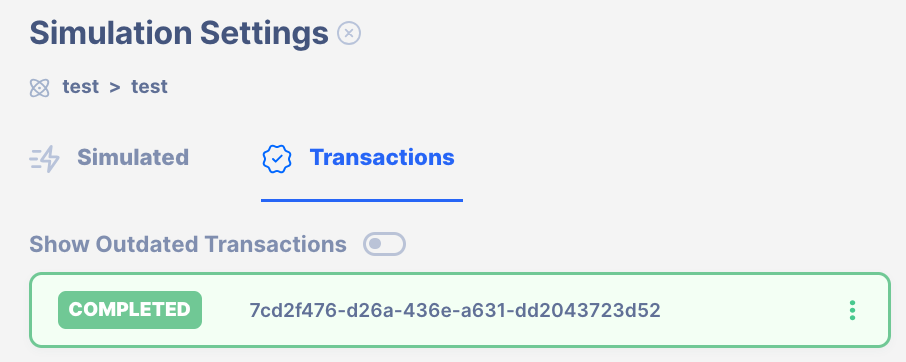 Simulation Settings
test > test
Simulated
Transactions
Show Outdated Transactions
COMPLETED 7cd2f476-d26a-436e-a631-dd2043723d52